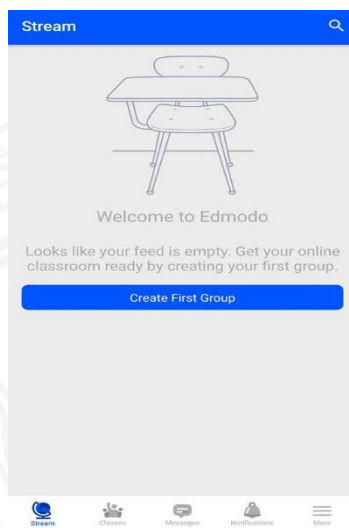 Stream
Welcome to Edmodo
Looks like your feed is empty. Get your online
classroom ready by creating your first group.
Create First Group
Stream Classes Messages Notifications More